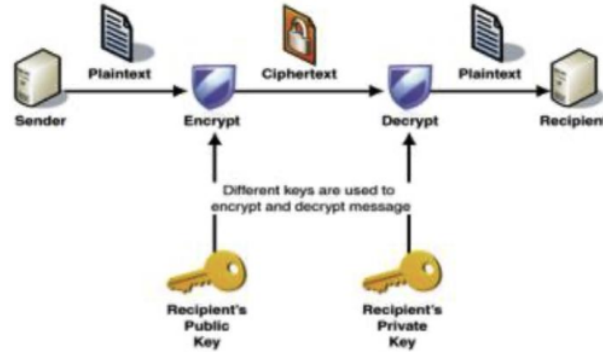 Plaintext
Ciphertext
Plaintext
Sender
Encrypt
Decrypt
Recipient
Different keys are used to
encrypt and decrypt message
Recipient's
Public
Key
Recipient's
Private
Key